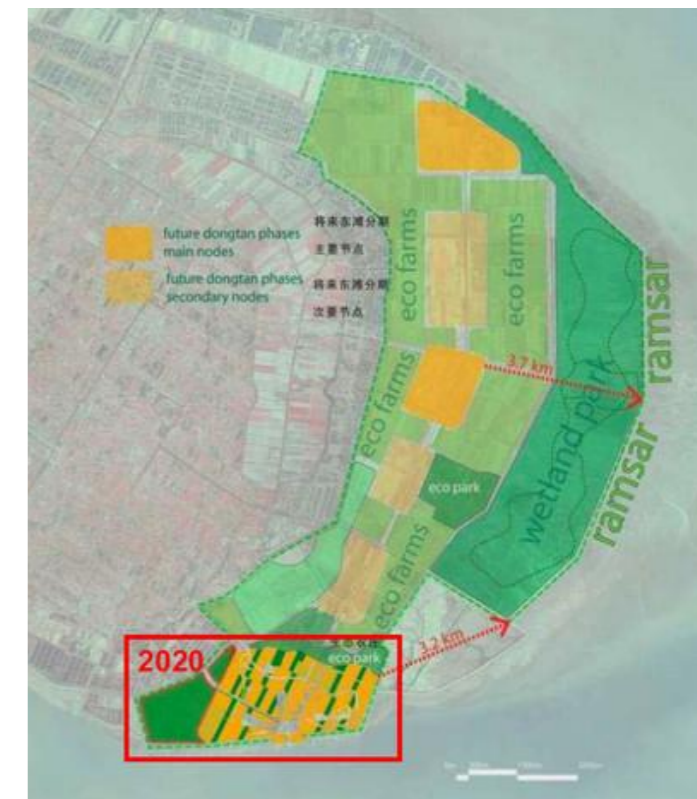 future dongtan phases
main nodes
将来东滩分期
主要节点
future dongtan phases
secondary nodes
将来东滩分期
次要节点
eco farms
eco farms
ramsar
3.7 km
eco farms
wetland park
eco park
ramsar
eco farms
3.2 km
eco park
2020